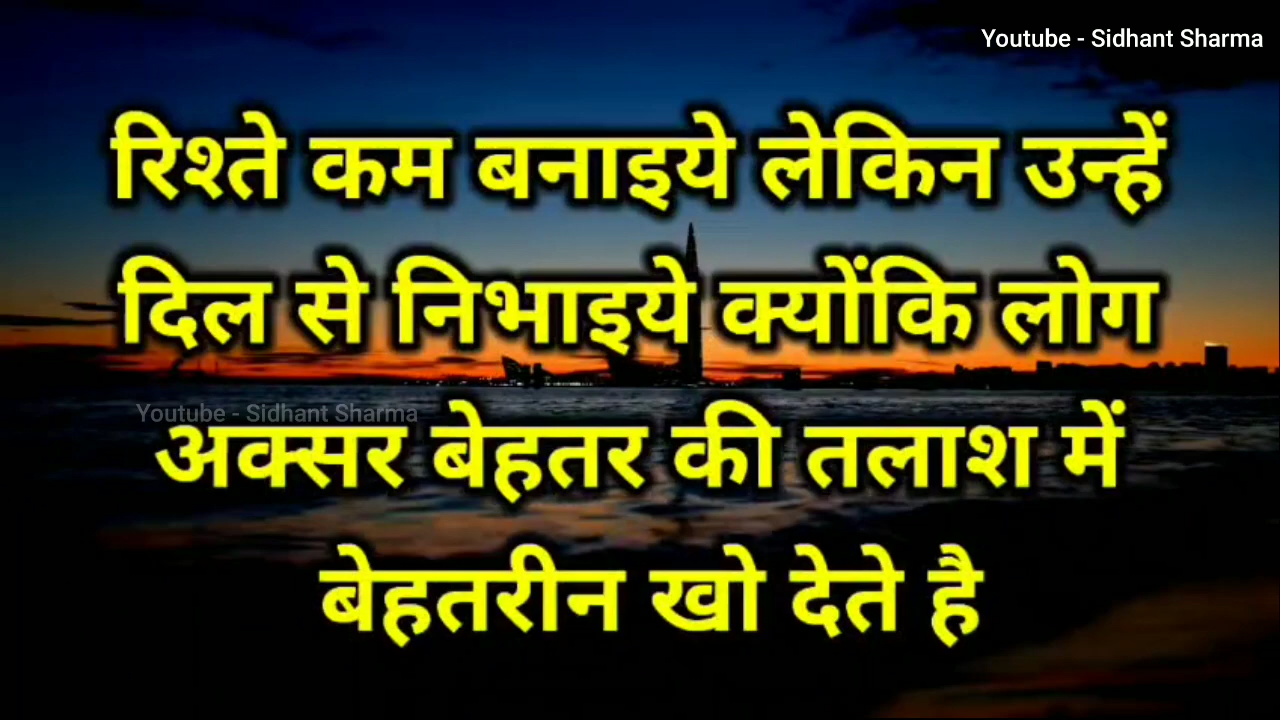 Youtube - Sidhant Sharma
रिश्ते कम बनाइये लेकिन उन्हें
दिल से निभाइये क्योंकि लोग
Youtube - Sidhant Sharma
अक्सर बेहतर की तलाश में
बेहतरीन खो देते है